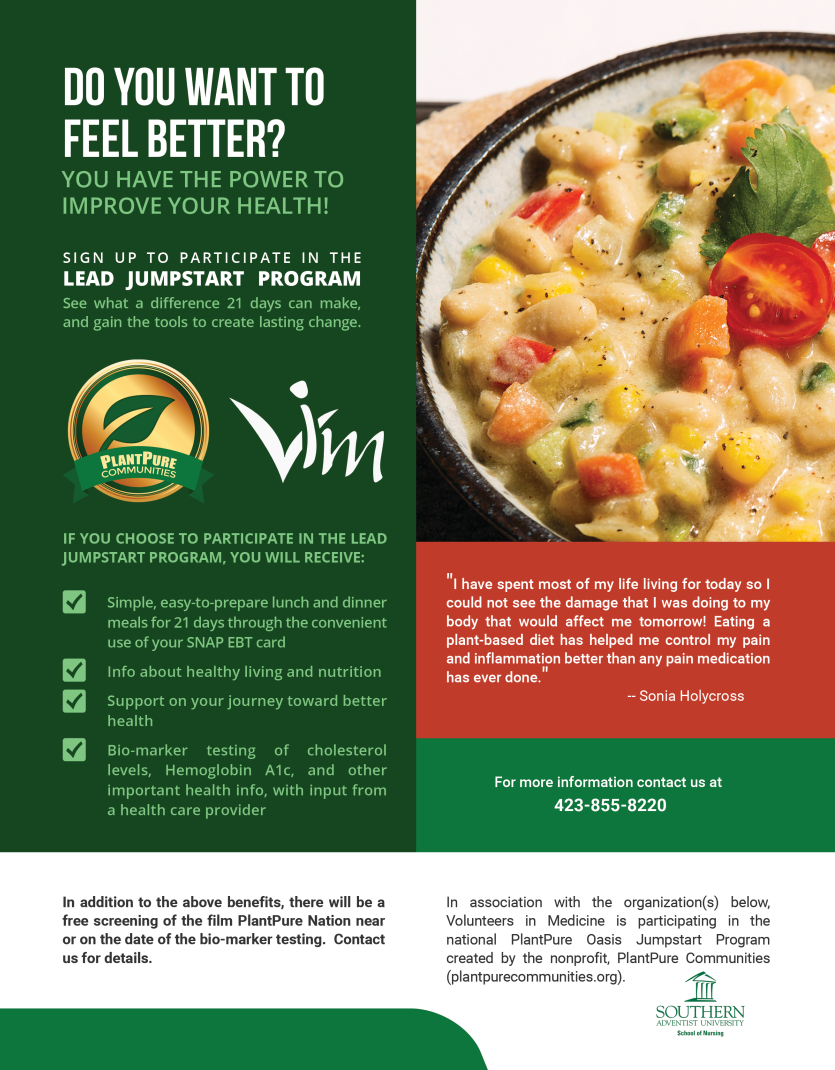 DO YOU WANT TO
FEEL BETTER?
YOU HAVE THE POWER TO
IMPROVE YOUR HEALTH!
SIGN UP TO PARTICIPATE IN THE
LEAD JUMPSTART PROGRAM
See what a difference 21 days can make,
and gain the tools to create lasting change.
PLANTPURE
COMMUNITIES
Vim
IF YOU CHOOSE TO PARTICIPATE IN THE LEAD
JUMPSTART PROGRAM, YOU WILL RECEIVE:
Simple, easy-to-prepare lunch and dinner
meals for 21 days through the convenient
use of your SNAP EBT card
Info about healthy living and nutrition
Support on your journey toward better
health
Bio-marker testing of cholesterol
levels, Hemoglobin A1c, and other
important health info, with input from
a health care provider
"I have spent most of my life living for today so I
could not see the damage that I was doing to my
body that would affect me tomorrow! Eating a
plant-based diet has helped me control my pain
and inflammation better than any pain medication
has ever done."
-- Sonia Holycross
For more information contact us at
423-855-8220
In addition to the above benefits, there will be a
free screening of the film PlantPure Nation near
or on the date of the bio-marker testing. Contact
us for details.
In association with the organization(s) below,
Volunteers in Medicine is participating in the
national PlantPure Oasis Jumpstart Program
created by the nonprofit, PlantPure Communities
(plantpurecommunities.org).
SOUTHERN
ADVENTIST UNIVERSITY
School of Nursing